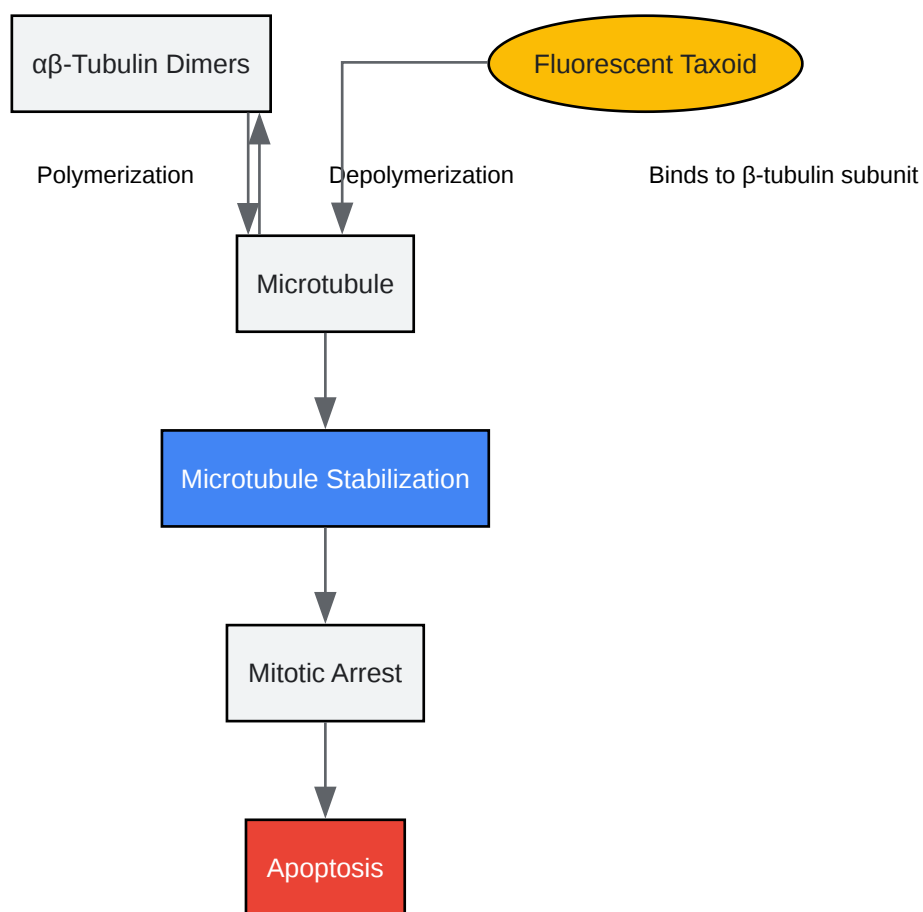 αβ-Tubulin Dimers
Fluorescent Taxoid
Polymerization
Depolymerization
Binds to β-tubulin subunit
Microtubule
Microtubule Stabilization
Mitotic Arrest
Apoptosis